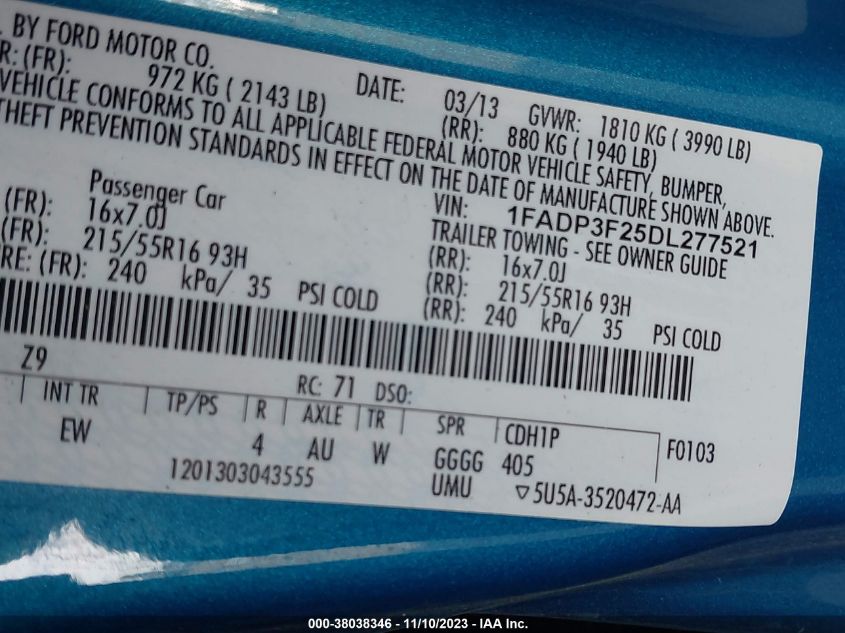 . BY FORD MOTOR CO.
R: (FR): DATE: 03/13 GVWR: 1810 KG ( 3990 LB)
972 KG ( 2143 LB) (RR): 880 KG ( 1940 LB)
VEHICLE CONFORMS TO ALL APPLICABLE FEDERAL MOTOR VEHICLE SAFETY, BUMPER,
THEFT PREVENTION STANDARDS IN EFFECT ON THE DATE OF MANUFACTURE SHOWN ABOVE.
VIN: 1FADP3F25DL277521
Passenger Car TRAILER TOWING - SEE OWNER GUIDE
(FR): 16x7.0J (RR): 16x7.0J
(FR): 215/55R16 93H (RR): 215/55R16 93H
RE: (FR): 240 kPa/ 35 PSI COLD (RR): 240 kPa/ 35 PSI COLD
Z9 RC: 71 DSO:
INT TR TP/PS R AXLE TR SPR CDH1P F0103
EW 4 AU W GGGG 405
1201303043555 UMU ▽5U5A-3520472-AA
000-38038346 - 11/10/2023 - IAA Inc.